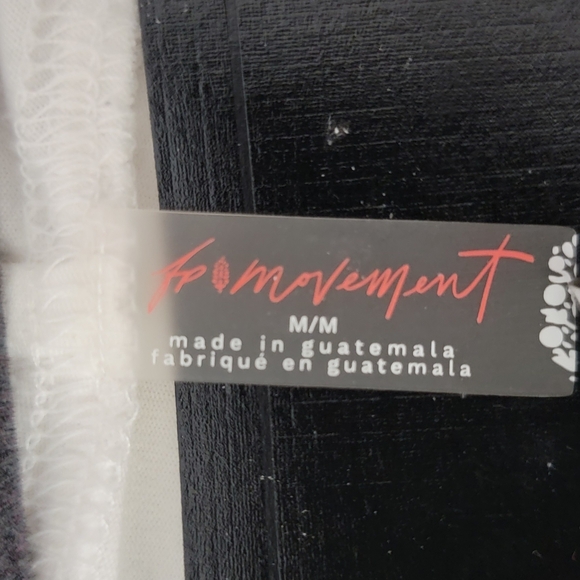 fp movement
M/M
made in guatemala
fabriqué en guatemala